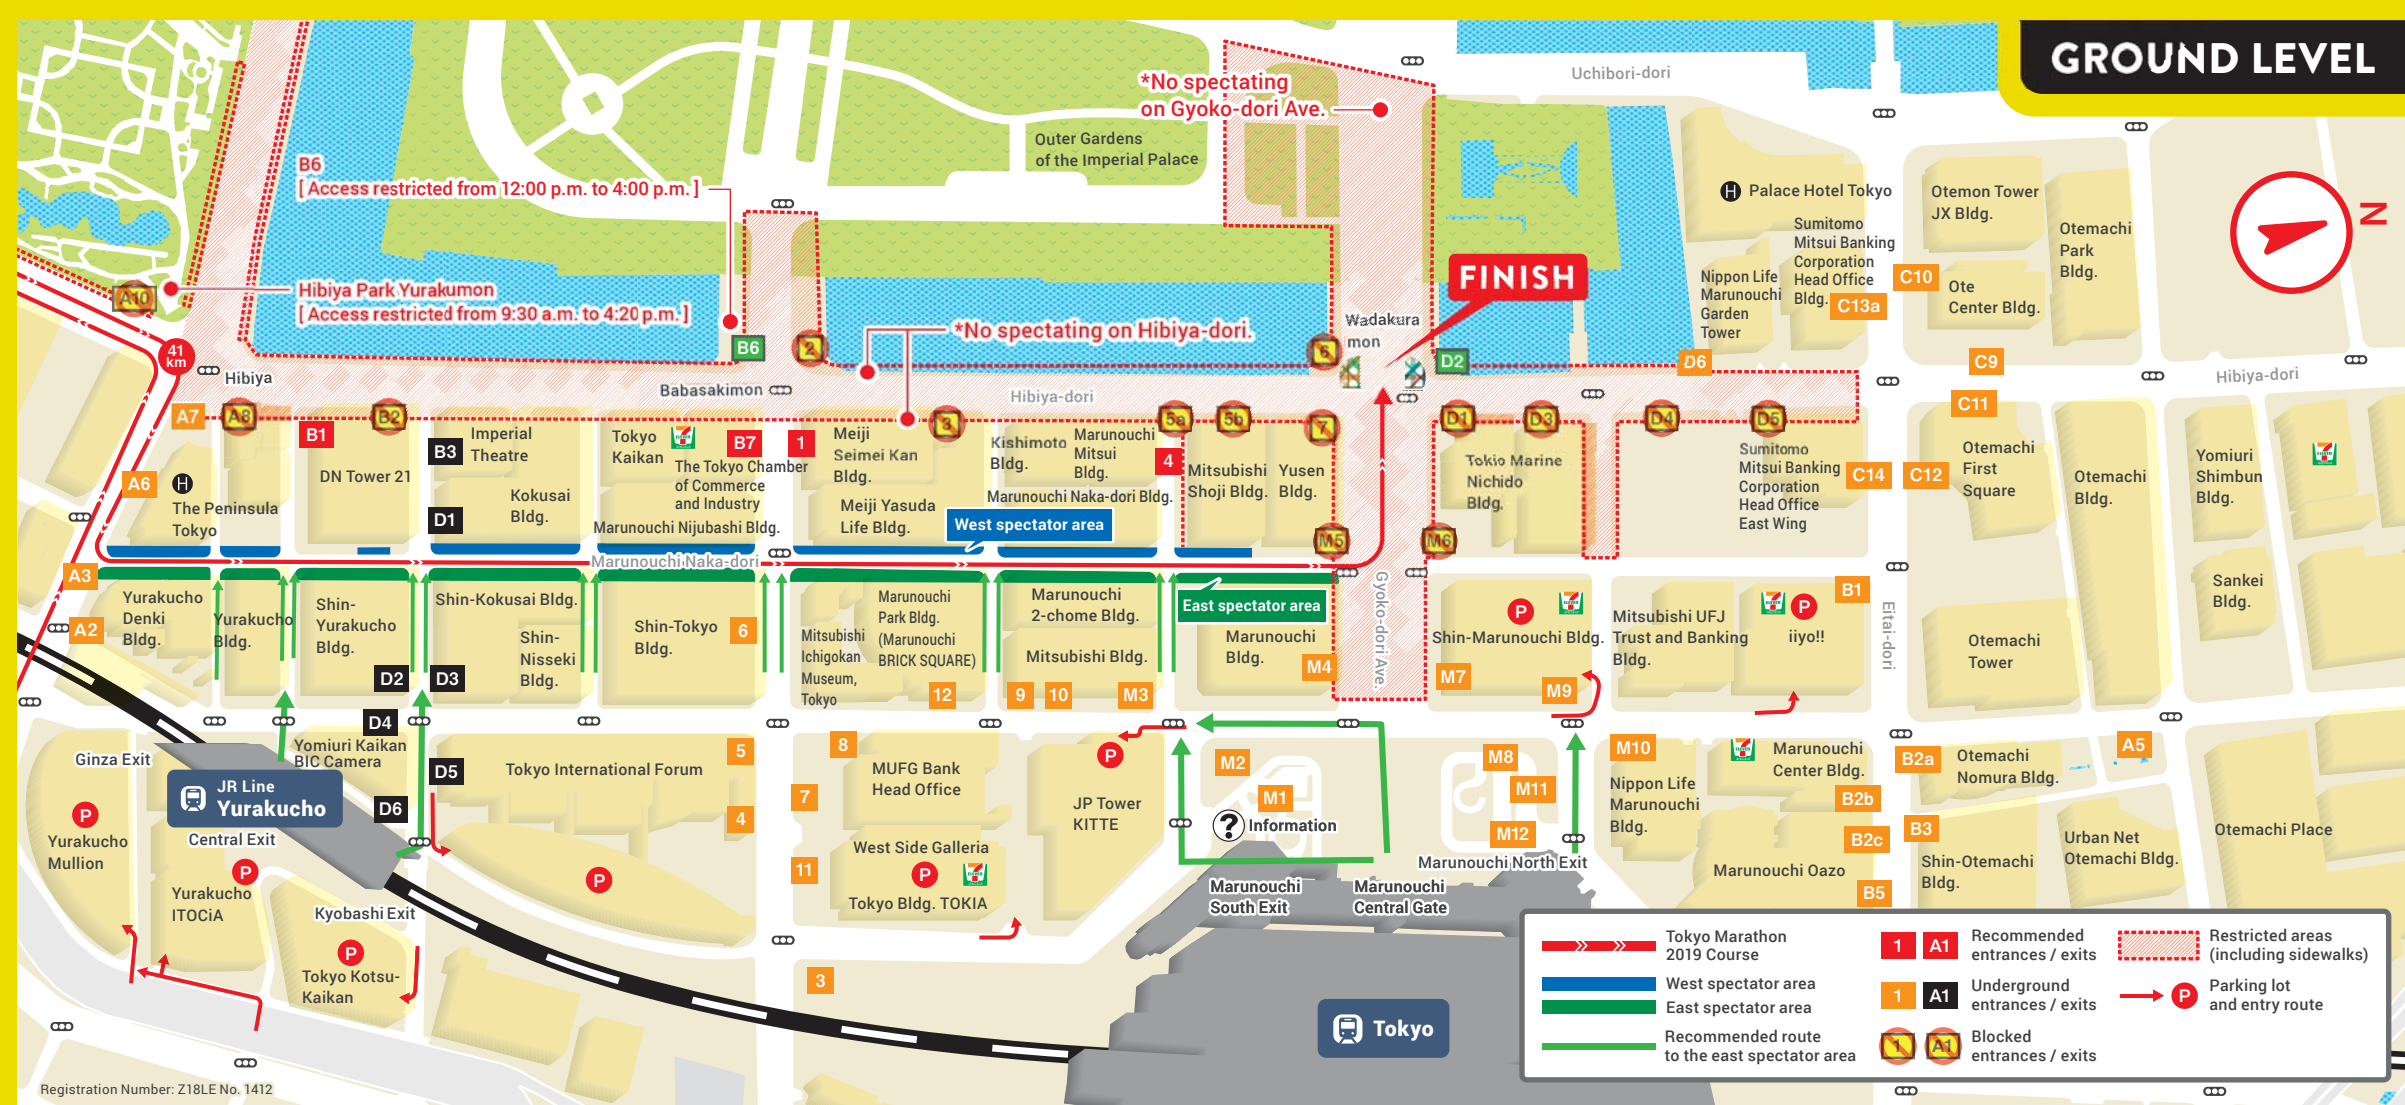 GROUND LEVEL
Uchibori-dori
*No spectating
on Gyoko-dori Ave.
Outer Gardens
of the Imperial Palace
B6
[ Access restricted from 12:00 p.m. to 4:00 p.m. ]
Hibiya Park Yurakumon
[ Access restricted from 9:30 a.m. to 4:20 p.m. ]
*No spectating on Hibiya-dori.
FINISH
Wadakura
mon
H Palace Hotel Tokyo
Sumitomo
Mitsui Banking
Corporation
Head Office
Bldg.
Nippon Life
Marunouchi
Garden
Tower
Otemon Tower
JX Bldg.
Otemachi
Park
Bldg.
Ote
Center Bldg.
N
C10
C13a
C9
C11
A10
41
km
Hibiya
Babasakimon
Hibiya-dori
Hibiya-dori
B6
2
6
D2
D6
A7
A8
B2
3
5a
5b
7
D1
D3
D4
D5
B1
B3
B7
1
4
A6
H
The Peninsula
Tokyo
DN Tower 21
Imperial
Theatre
Kokusai
Bldg.
D1
Tokyo
Kaikan
The Tokyo Chamber
of Commerce
and Industry
Marunouchi Nijubashi Bldg.
Meiji
Seimei Kan
Bldg.
Meiji Yasuda
Life Bldg.
Kishimoto
Bldg.
Marunouchi
Mitsui
Bldg.
Marunouchi Naka-dori Bldg.
Mitsubishi
Shoji Bldg.
Yusen
Bldg.
Tokio Marine
Nichido
Bldg.
Sumitomo
Mitsui Banking
Corporation
Head Office
East Wing
C14
C12
Otemachi
First
Square
Otemachi
Bldg.
Yomiuri
Shimbun
Bldg.
West spectator area
M5
M6
Marunouchi Naka-dori
A3
A2
Yurakucho
Denki
Bldg.
Yurakucho
Bldg.
Shin-
Yurakucho
Bldg.
Shin-Kokusai Bldg.
Shin-
Nisseki
Bldg.
D2
D3
Shin-Tokyo
Bldg.
6
Mitsubishi
Ichigokan
Museum,
Tokyo
Marunouchi
Park Bldg.
(Marunouchi
BRICK SQUARE)
12
Marunouchi
2-chome Bldg.
Mitsubishi Bldg.
9
10
M3
East spectator area
Marunouchi
Bldg.
M4
Gyoko-dori Ave.
P
Shin-Marunouchi Bldg.
M7
M9
Mitsubishi UFJ
Trust and Banking
Bldg.
P
iiyo!!
B1
Eitai-dori
Otemachi
Tower
Sankei
Bldg.
D4
Yomiuri Kaikan
BIC Camera
D5
D6
Ginza Exit
JR Line
Yurakucho
Central Exit
P
Yurakucho
Mullion
P
Yurakucho
ITOCiA
Kyobashi Exit
P
Tokyo Kotsu-
Kaikan
Tokyo International Forum
5
4
P
8
7
11
3
MUFG Bank
Head Office
West Side Galleria
P
Tokyo Bldg. TOKIA
P
JP Tower
KITTE
M2
M1
? Information
M8
M11
M12
Marunouchi North Exit
Marunouchi
South Exit
Marunouchi
Central Gate
M10
Nippon Life
Marunouchi
Bldg.
Marunouchi
Center Bldg.
B2a
B2b
B2c
B3
B5
A5
Marunouchi Oazo
Otemachi
Nomura Bldg.
Shin-Otemachi
Bldg.
Urban Net
Otemachi Bldg.
Otemachi Place
Tokyo
Tokyo Marathon
2019 Course
West spectator area
East spectator area
Recommended route
to the east spectator area
1 A1 Recommended
entrances / exits
1 A1 Underground
entrances / exits
1 A1 Blocked
entrances / exits
Restricted areas
(including sidewalks)
P Parking lot
and entry route
Registration Number: Z18LE No. 1412